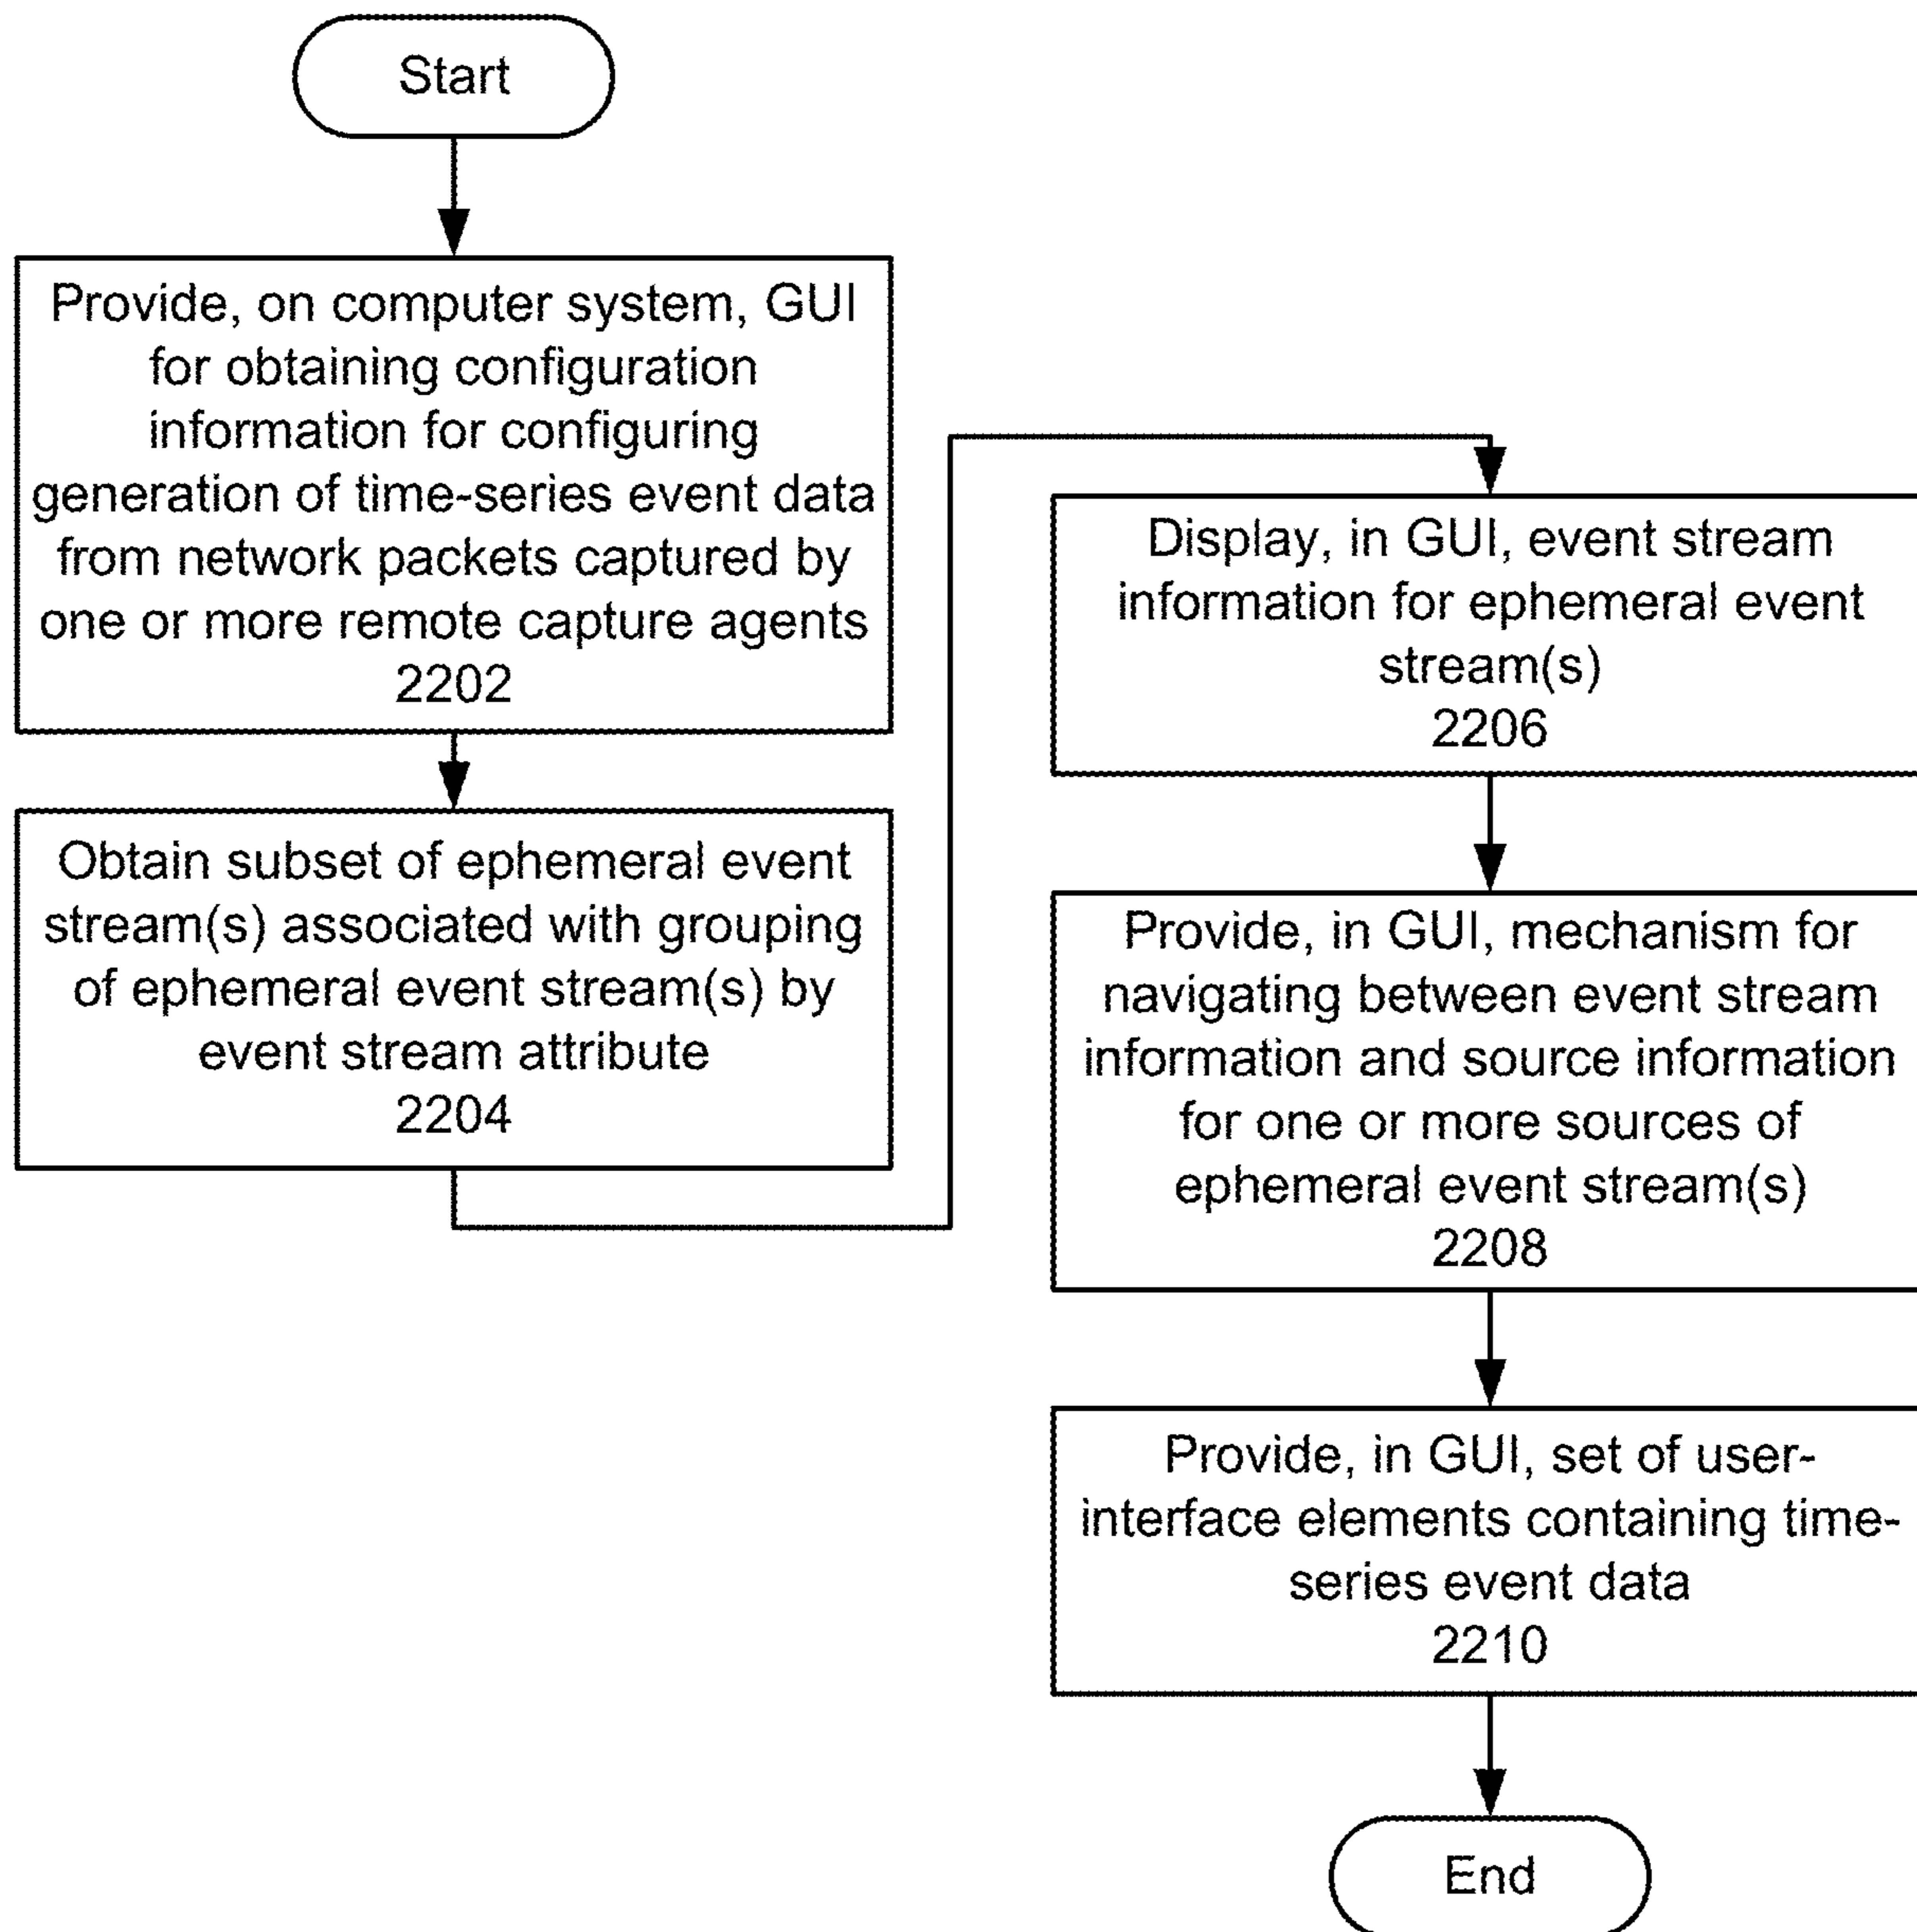 Start
Provide, on computer system, GUI
for obtaining configuration
information for configuring
generation of time-series event data
from network packets captured by
one or more remote capture agents
2202
Obtain subset of ephemeral event
stream(s) associated with grouping
of ephemeral event stream(s) by
event stream attribute
2204
Display, in GUI, event stream
information for ephemeral event
stream(s)
2206
Provide, in GUI, mechanism for
navigating between event stream
information and source information
for one or more sources of
ephemeral event stream(s)
2208
Provide, in GUI, set of user-
interface elements containing time-
series event data
2210
End